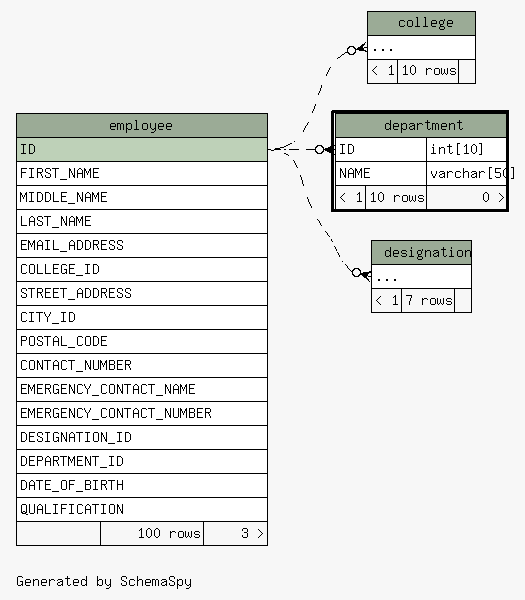 college
...
< 1 10 rows
employee
department
ID
ID int[10]
FIRST_NAME
NAME varchar[50]
MIDDLE_NAME
< 1 10 rows 0 >
LAST_NAME
EMAIL_ADDRESS
designation
COLLEGE_ID
...
STREET_ADDRESS
< 1 7 rows
CITY_ID
POSTAL_CODE
CONTACT_NUMBER
EMERGENCY_CONTACT_NAME
EMERGENCY_CONTACT_NUMBER
DESIGNATION_ID
DEPARTMENT_ID
DATE_OF_BIRTH
QUALIFICATION
100 rows 3 >
Generated by SchemaSpy